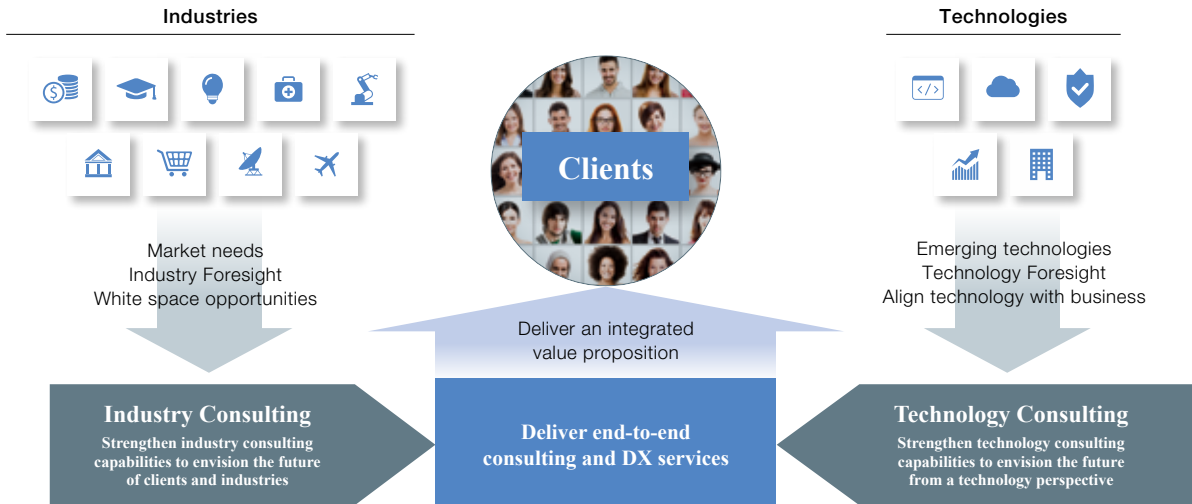 Industries
Technologies
$
</>
Clients
Market needs
Industry Foresight
White space opportunities
Emerging technologies
Technology Foresight
Align technology with business
Deliver an integrated
value proposition
Industry Consulting
Strengthen industry consulting
capabilities to envision the future
of clients and industries
Deliver end-to-end
consulting and DX services
Technology Consulting
Strengthen technology consulting
capabilities to envision the future
from a technology perspective